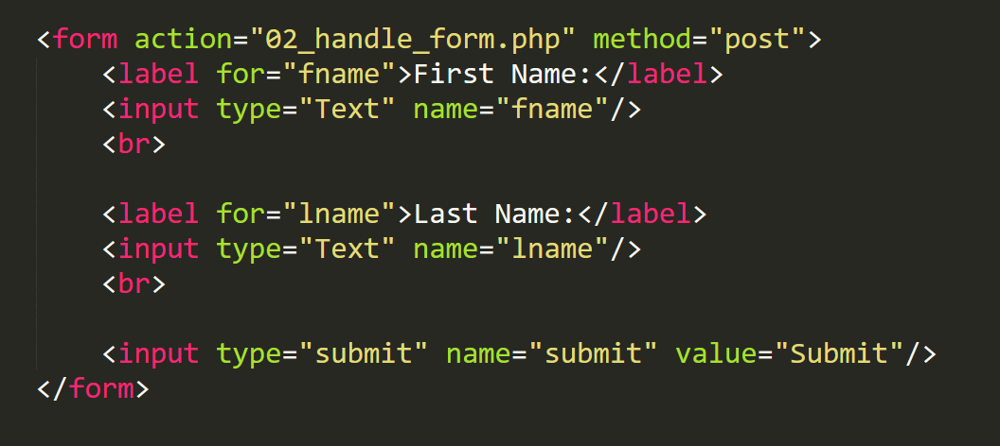 <form action="02_handle_form.php" method="post">
<label for="fname">First Name:</label>
<input type="Text" name="fname"/>
<br>
<label for="lname">Last Name:</label>
<input type="Text" name="lname"/>
<br>
<input type="submit" name="submit" value="Submit"/>
</form>